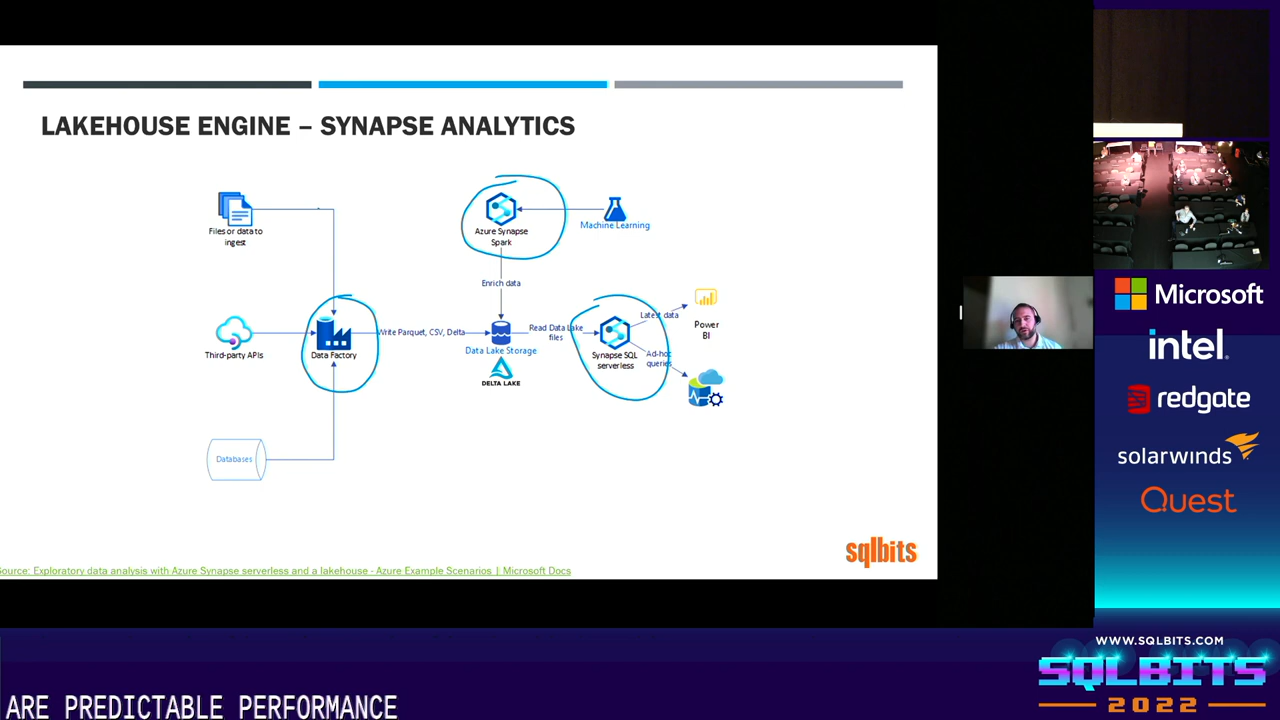 LAKEHOUSE ENGINE – SYNAPSE ANALYTICS
Files or data to
ingest
Azure Synapse
Spark
Machine Learning
Enrich data
Third-party APIs
Data Factory
Write Parquet, CSV, Delta
Data Lake Storage
DELTA LAKE
Read Data Lake
files
Synapse SQL
serverless
Latest data
Power
BI
Ad-hoc
queries
Databases
sqlbits
Source: Exploratory data analysis with Azure Synapse serverless and a lakehouse - Azure Example Scenarios | Microsoft Docs
Microsoft
intel.
redgate
solarwinds
Quest
WWW.SQLBITS.COM
SQLBITS
2022
ARE PREDICTABLE PERFORMANCE